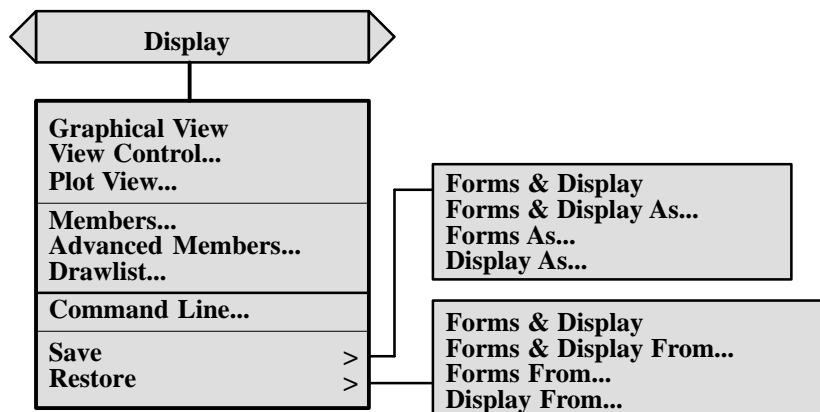 Display
Graphical View
View Control...
Plot View...
Members...
Advanced Members...
Drawlist...
Command Line...
Save >
Restore >
Forms & Display
Forms & Display As...
Forms As...
Display As...
Forms & Display
Forms & Display From...
Forms From...
Display From...